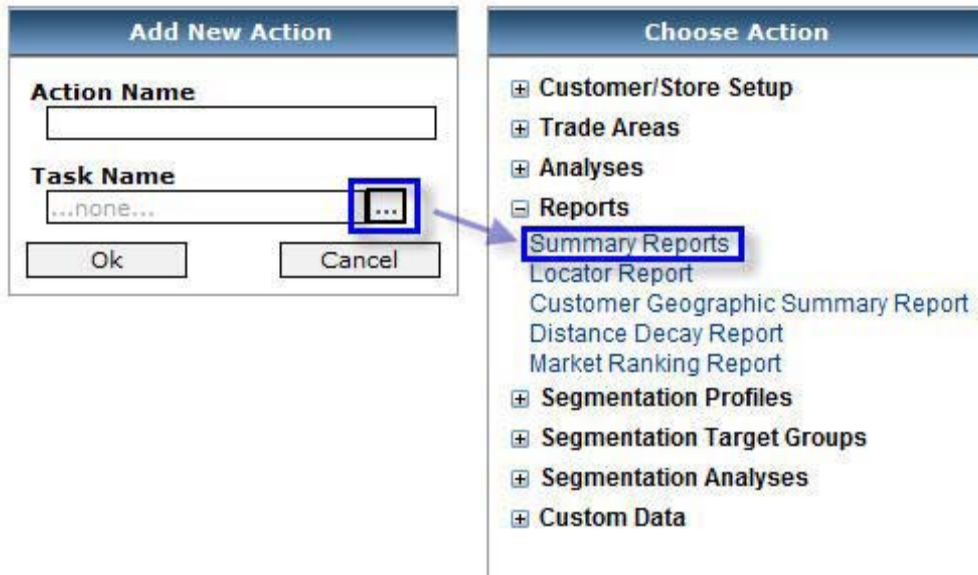 Add New Action
Action Name
Task Name
...none...
...
Ok Cancel
Choose Action
Customer/Store Setup
Trade Areas
Analyses
Reports
Summary Reports
Locator Report
Customer Geographic Summary Report
Distance Decay Report
Market Ranking Report
Segmentation Profiles
Segmentation Target Groups
Segmentation Analyses
Custom Data